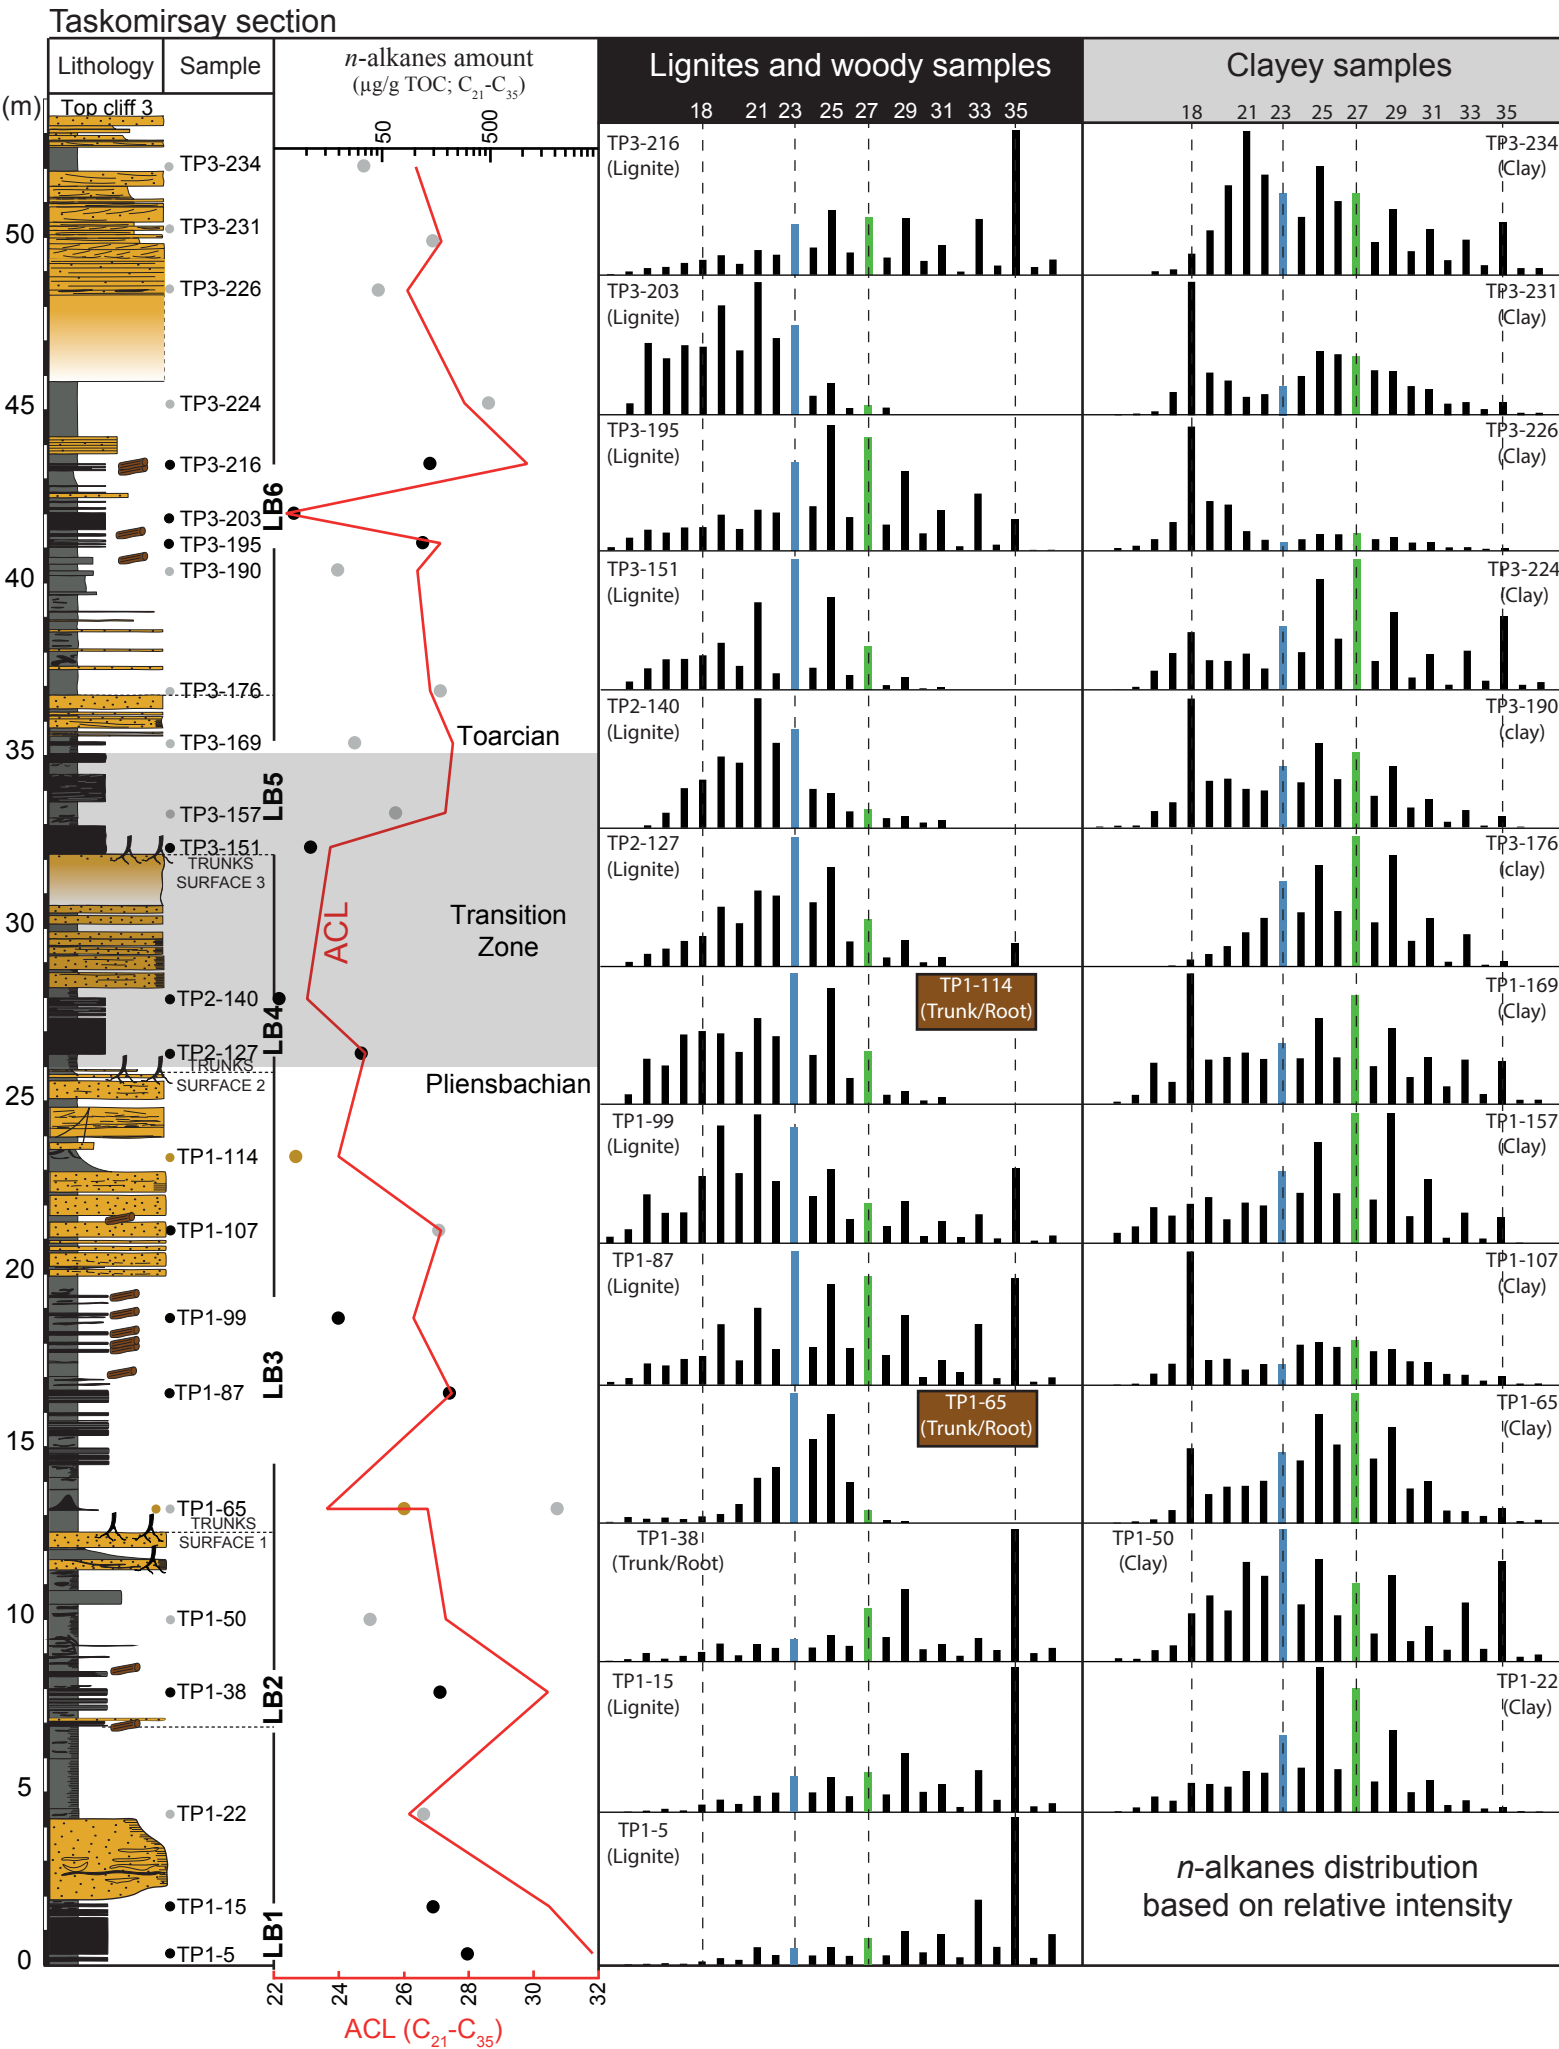 Taskomirsay section
Lithology
Sample
n-alkanes amount
(µg/g TOC; C21-C35)
50
500
Lignites and woody samples
18 21 23 25 27 29 31 33 35
Clayey samples
18 21 23 25 27 29 31 33 35
(m)
Top cliff 3
50
45
40
35
30
25
20
15
10
5
0
TP3-234
TP3-231
TP3-226
TP3-224
TP3-216
TP3-203
TP3-195
TP3-190
TP3-176
TP3-169
TP3-157
TP3-151
TRUNKS
SURFACE 3
TP2-140
TP2-127
TRUNKS
SURFACE 2
TP1-114
TP1-107
TP1-99
TP1-87
TP1-65
TRUNKS
SURFACE 1
TP1-50
TP1-38
TP1-22
TP1-15
TP1-5
LB6
LB5
LB4
LB3
LB2
LB1
Toarcian
Transition
Zone
Pliensbachian
ACL
22 24 26 28 30 32
ACL (C21-C35)
TP3-216
(Lignite)
TP3-203
(Lignite)
TP3-195
(Lignite)
TP3-151
(Lignite)
TP2-140
(Lignite)
TP2-127
(Lignite)
TP1-114
(Trunk/Root)
TP1-99
(Lignite)
TP1-87
(Lignite)
TP1-65
(Trunk/Root)
TP1-38
(Trunk/Root)
TP1-15
(Lignite)
TP1-5
(Lignite)
TP3-234
(Clay)
TP3-231
(Clay)
TP3-226
(Clay)
TP3-224
(Clay)
TP3-190
(clay)
TP3-176
(clay)
TP1-169
(Clay)
TP1-157
(Clay)
TP1-107
(Clay)
TP1-65
(Clay)
TP1-50
(Clay)
TP1-22
(Clay)
n-alkanes distribution
based on relative intensity